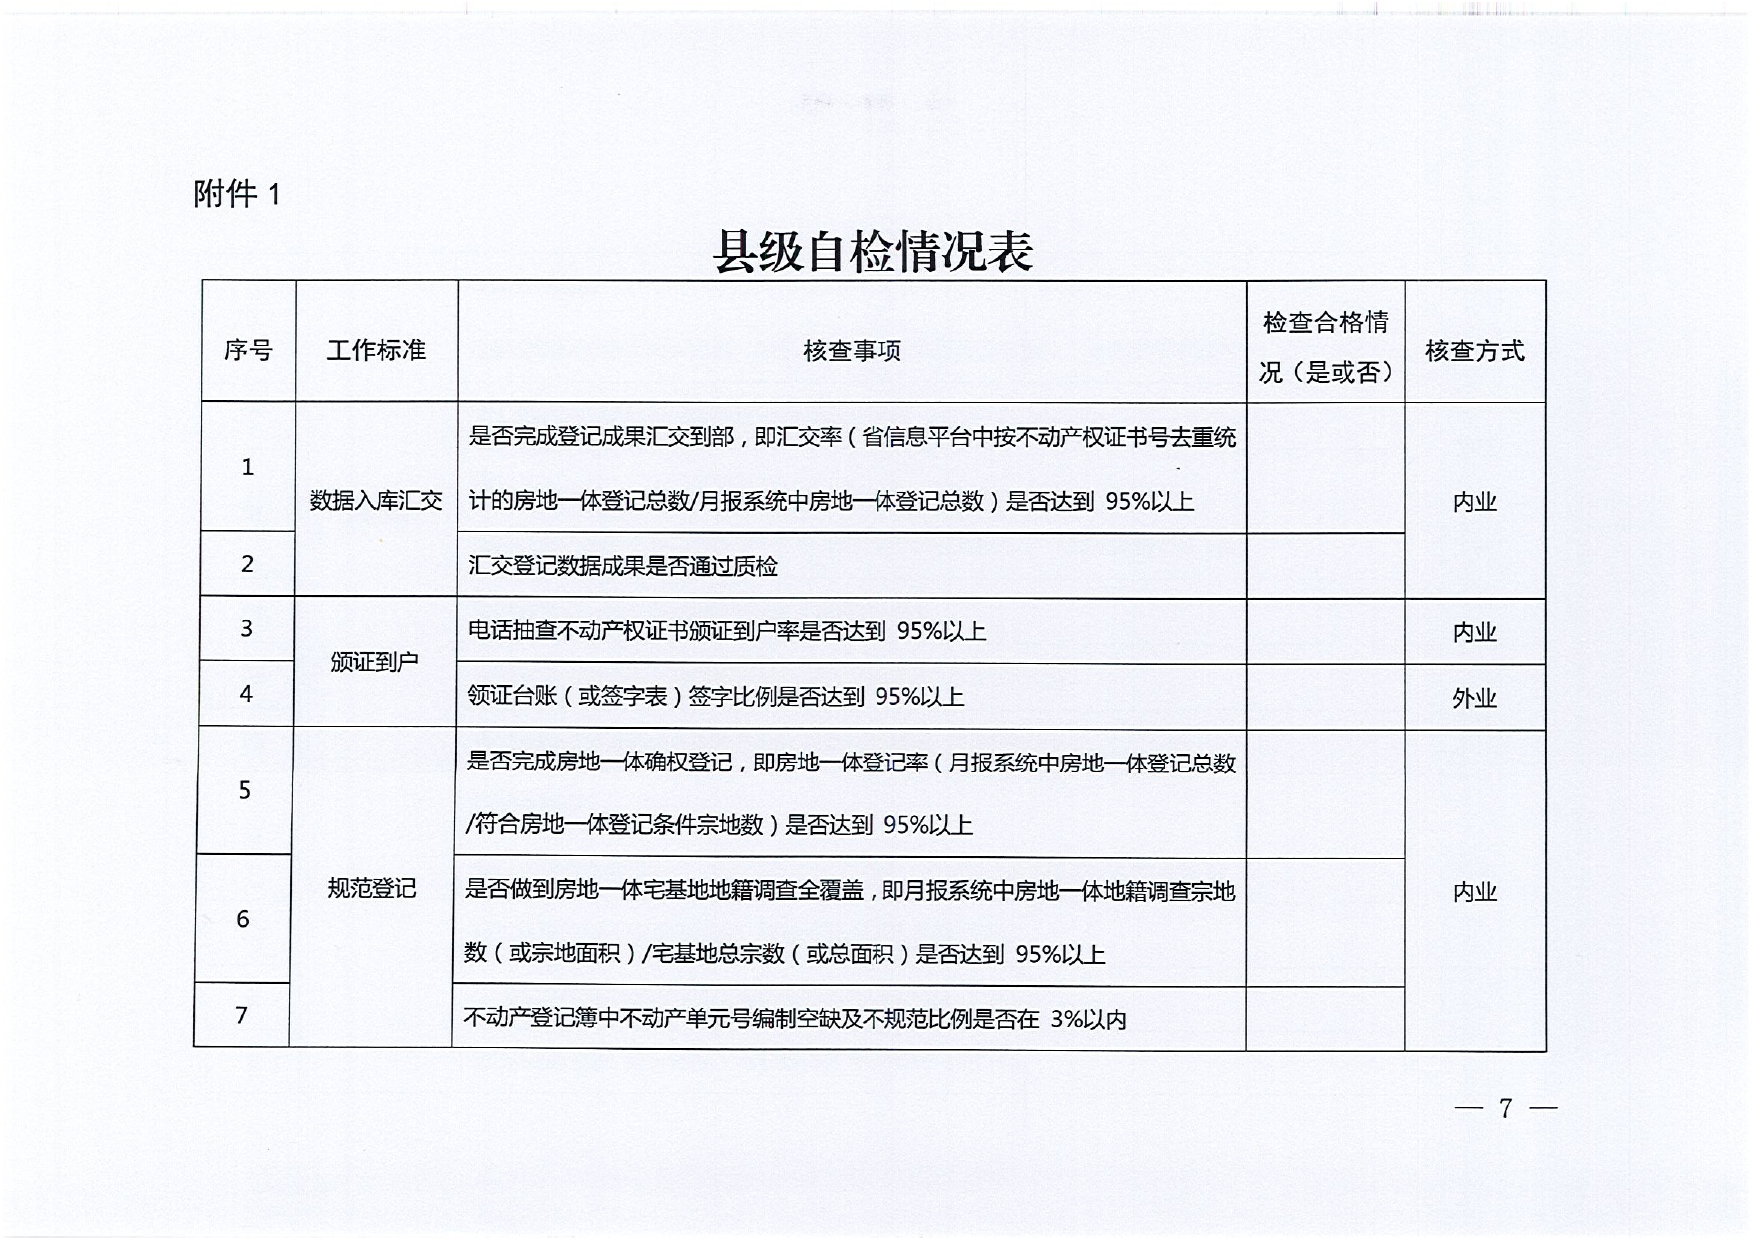 附件 1
县级自检情况表
序号
工作标准
核查事项
检查合格情
况（是或否）
核查方式
1
数据入库汇交
是否完成登记成果汇交到部，即汇交率（省信息平台中按不动产权证书号去重统
计的房地一体登记总数/月报系统中房地一体登记总数）是否达到 95%以上
内业
2
汇交登记数据成果是否通过质检
3
颁证到户
电话抽查不动产权证书颁证到户率是否达到 95%以上
内业
4
领证台账（或签字表）签字比例是否达到 95%以上
外业
5
规范登记
是否完成房地一体确权登记，即房地一体登记率（月报系统中房地一体登记总数
/符合房地一体登记条件宗地数）是否达到 95%以上
内业
6
是否做到房地一体宅基地地籍调查全覆盖，即月报系统中房地一体地籍调查宗地
数（或宗地面积）/宅基地总宗数（或总面积）是否达到 95%以上
7
不动产登记簿中不动产单元号编制空缺及不规范比例是否在 3%以内
— 7 —